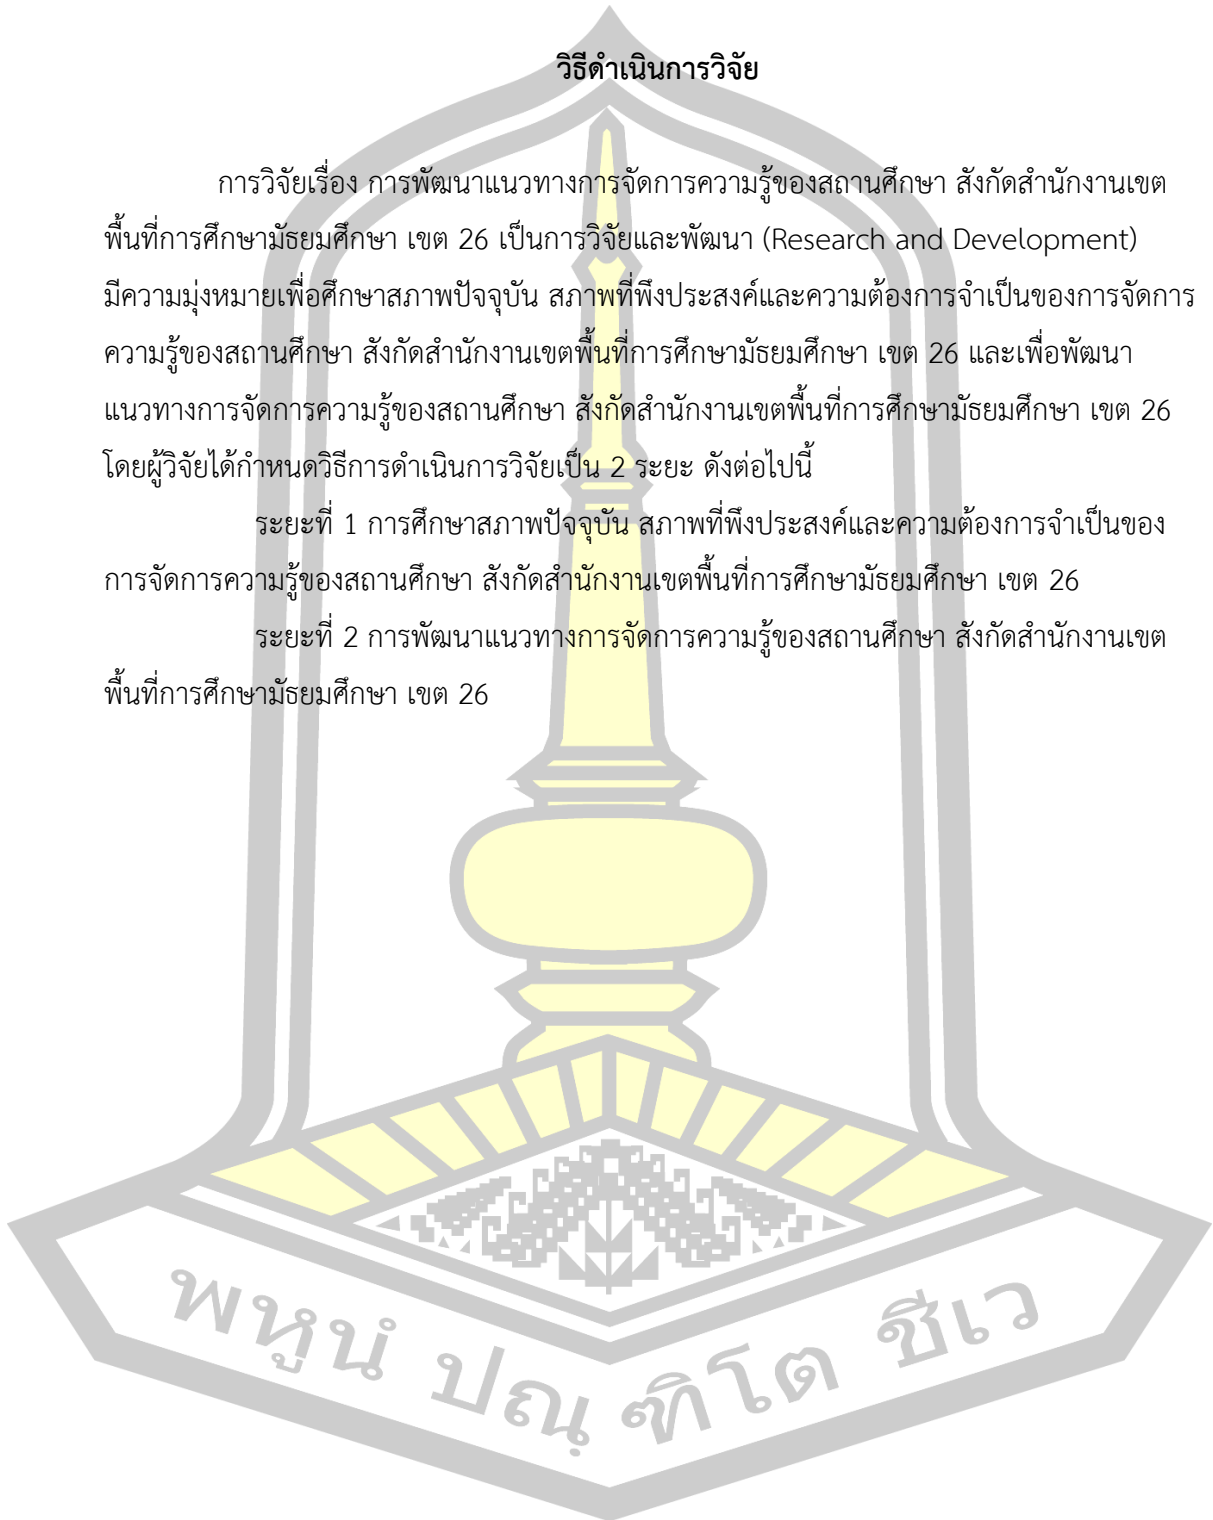 วิธีดำเนินการวิจัย
การวิจัยเรื่อง การพัฒนาแนวทางการจัดการความรู้ของสถานศึกษา สังกัดสำนักงานเขต
พื้นที่การศึกษามัธยมศึกษา เขต 26 เป็นการวิจัยและพัฒนา (Research and Development)
มีความมุ่งหมายเพื่อศึกษาสภาพปัจจุบัน สภาพที่พึงประสงค์และความต้องการจำเป็นของการจัดการ
ความรู้ของสถานศึกษา สังกัดสำนักงานเขตพื้นที่การศึกษามัธยมศึกษา เขต 26 และเพื่อพัฒนา
แนวทางการจัดการความรู้ของสถานศึกษา สังกัดสำนักงานเขตพื้นที่การศึกษามัธยมศึกษา เขต 26
โดยผู้วิจัยได้กำหนดวิธีการดำเนินการวิจัยเป็น 2 ระยะ ดังต่อไปนี้
ระยะที่ 1 การศึกษาสภาพปัจจุบัน สภาพที่พึงประสงค์และความต้องการจำเป็นของ
การจัดการความรู้ของสถานศึกษา สังกัดสำนักงานเขตพื้นที่การศึกษามัธยมศึกษา เขต 26
ระยะที่ 2 การพัฒนาแนวทางการจัดการความรู้ของสถานศึกษา สังกัดสำนักงานเขต
พื้นที่การศึกษามัธยมศึกษา เขต 26
พหูนํ ปณฺ ฑิโต ชีเว